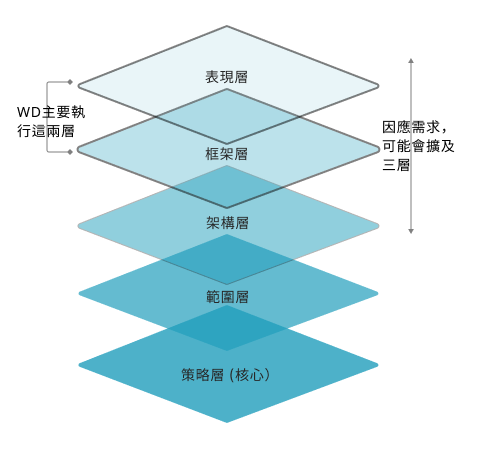 表現層
WD主要執
行這兩層
框架層
因應需求，
可能會擴及
三層
架構層
範圍層
策略層 (核心)